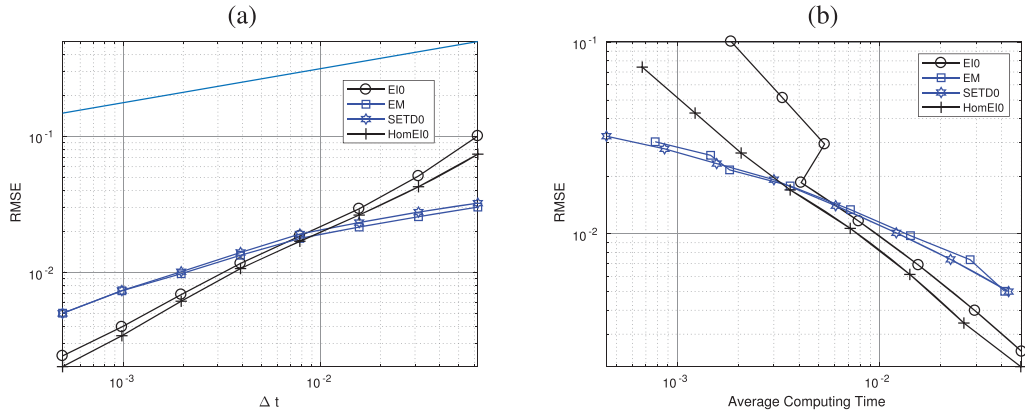 (a)
10^-1
10^-2
RMSE
10^-3
10^-2
Δ t
EI0
EM
SETD0
HomEI0
(b)
10^-1
10^-2
RMSE
10^-3
10^-2
Average Computing Time
EI0
EM
SETD0
HomEI0